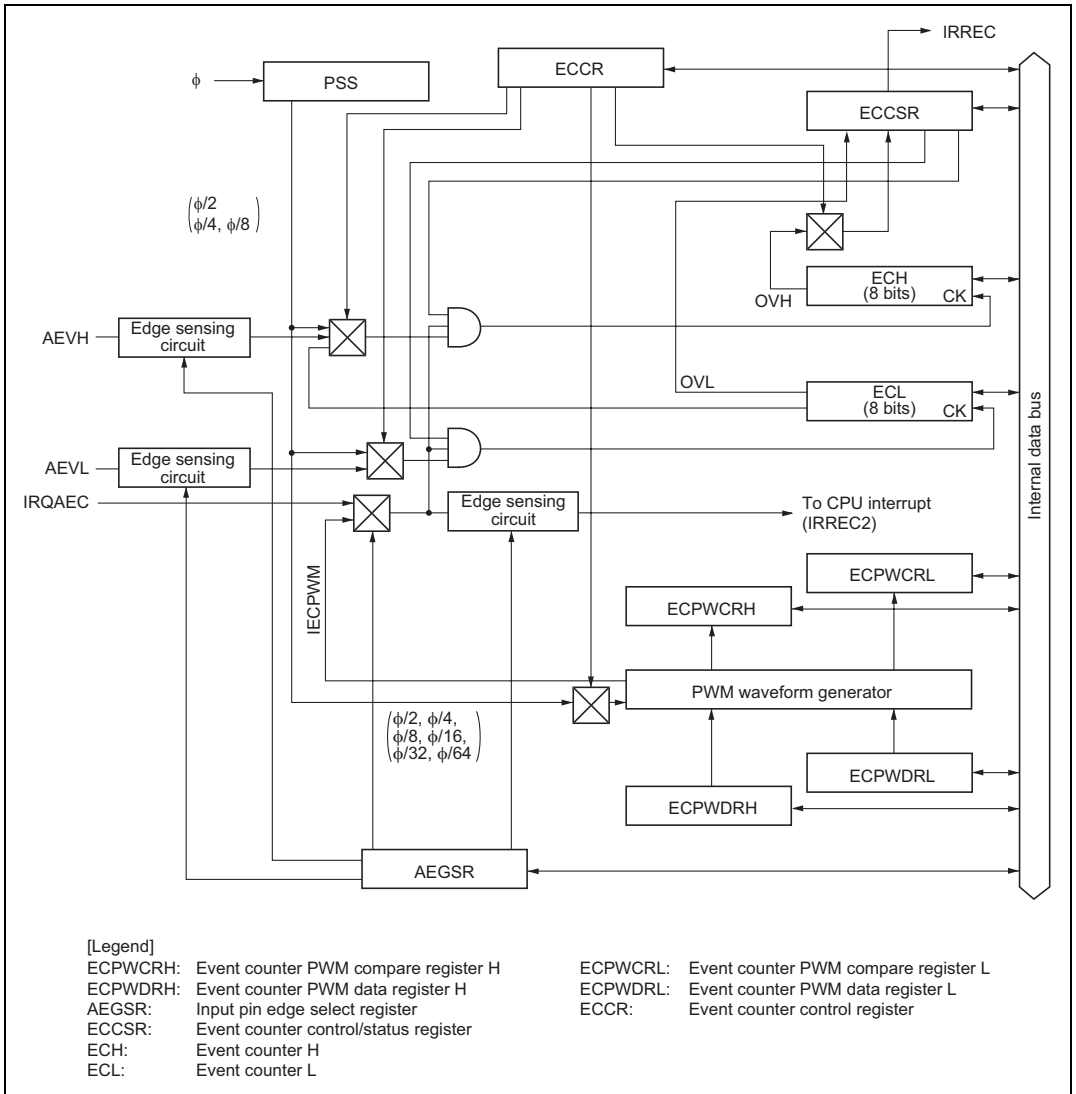 IRREC
φ
PSS
ECCR
ECCSR
φ/2
φ/4, φ/8
ECH
(8 bits)
CK
OVH
AEVH
Edge sensing
circuit
OVL
ECL
(8 bits)
CK
Internal data bus
AEVL
Edge sensing
circuit
IRQAEC
Edge sensing
circuit
To CPU interrupt
(IRREC2)
IECPWM
ECPWCRL
ECPWCRH
PWM waveform generator
φ/2, φ/4,
φ/8, φ/16,
φ/32, φ/64
ECPWDRL
ECPWDRH
AEGSR
[Legend]
ECPWCRH: Event counter PWM compare register H
ECPWDRH: Event counter PWM data register H
AEGSR: Input pin edge select register
ECCSR: Event counter control/status register
ECH: Event counter H
ECL: Event counter L
ECPWCRL: Event counter PWM compare register L
ECPWDRL: Event counter PWM data register L
ECCR: Event counter control register